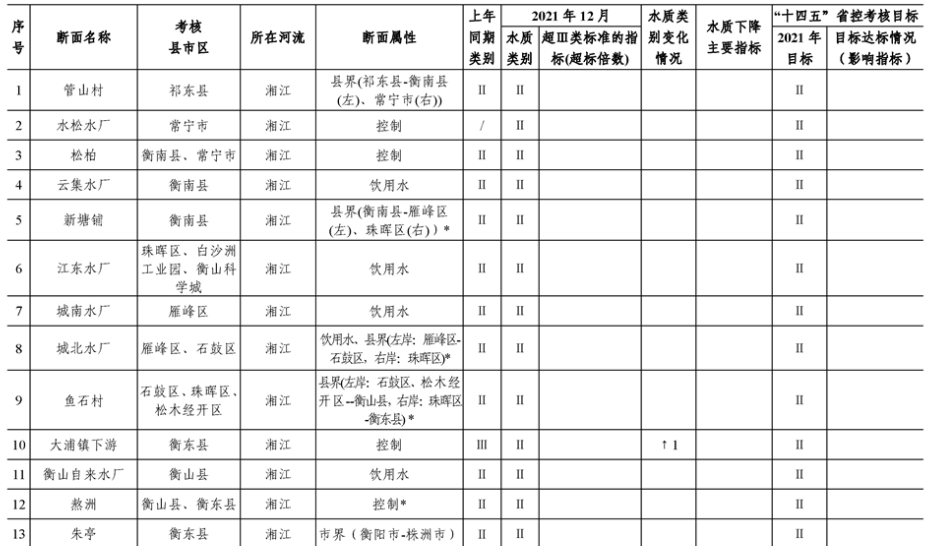 序号 断面名称 考核县市区 所在河流 断面属性 上年同期类别 2021年12月 水质类别变化情况 水质下降主要指标 “十四五”省控考核目标
水质类别 超Ⅲ类标准的指标(超标倍数) 2021年目标 目标达标情况（影响指标）
1 管山村 祁东县 湘江 县界(祁东县-衡南县(左)、常宁市(右)) Ⅱ Ⅱ Ⅱ
2 水松水厂 常宁市 湘江 控制 / Ⅱ Ⅱ
3 松柏 衡南县、常宁市 湘江 控制 Ⅱ Ⅱ Ⅱ
4 云集水厂 衡南县 湘江 饮用水 Ⅱ Ⅱ Ⅱ
5 新塘铺 衡南县 湘江 县界(衡南县-雁峰区(左)、珠晖区(右)）* Ⅱ Ⅱ Ⅱ
6 江东水厂 珠晖区、白沙洲工业园、衡山科学城 湘江 饮用水 Ⅱ Ⅱ Ⅱ
7 城南水厂 雁峰区 湘江 饮用水 Ⅱ Ⅱ Ⅱ
8 城北水厂 雁峰区、石鼓区 湘江 饮用水、县界(左岸：雁峰区-石鼓区，右岸：珠晖区)* Ⅱ Ⅱ Ⅱ
9 鱼石村 石鼓区、珠晖区、松木经开区 湘江 县界(左岸：石鼓区、松木经开区--衡山县，右岸：珠晖区-衡东县)* Ⅱ Ⅱ Ⅱ
10 大浦镇下游 衡东县 湘江 控制 Ⅲ Ⅱ ↑1 Ⅱ
11 衡山自来水厂 衡山县 湘江 饮用水 Ⅱ Ⅱ Ⅱ
12 熬洲 衡山县、衡东县 湘江 控制* Ⅱ Ⅱ Ⅱ
13 朱亭 衡东县 湘江 市界（衡阳市-株洲市） Ⅱ Ⅱ Ⅱ